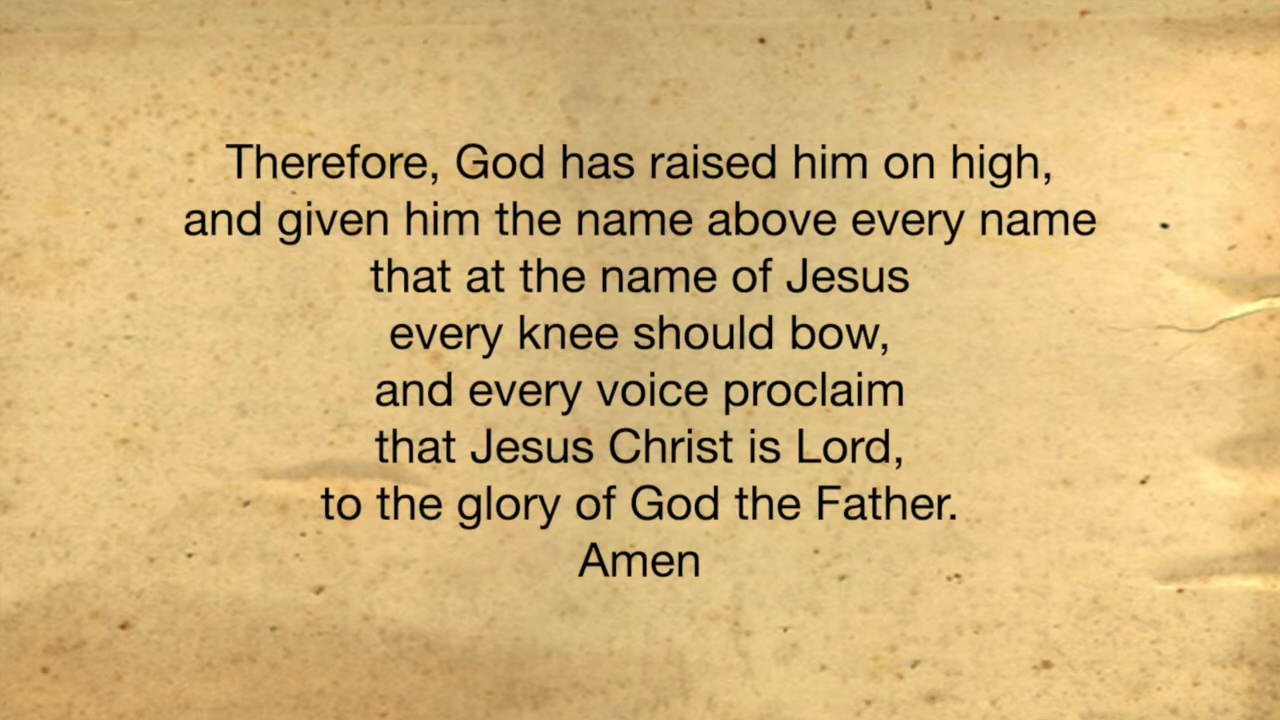 Therefore, God has raised him on high,
and given him the name above every name
that at the name of Jesus
every knee should bow,
and every voice proclaim
that Jesus Christ is Lord,
to the glory of God the Father.
Amen